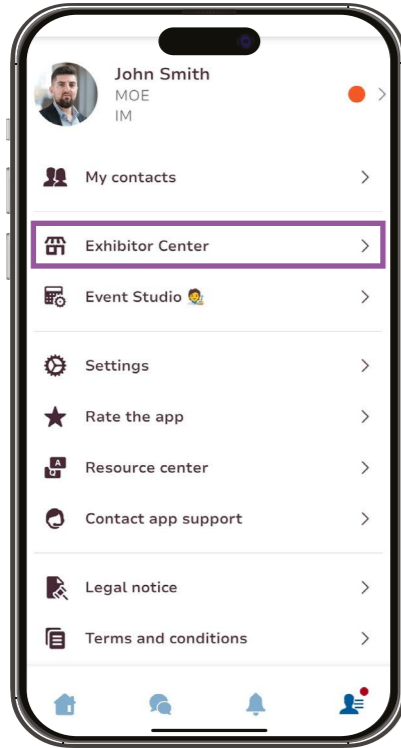 John Smith
MOE
IM
My contacts
Exhibitor Center
Event Studio 🧑‍🎨
Settings
Rate the app
A
Resource center
Contact app support
Legal notice
Terms and conditions